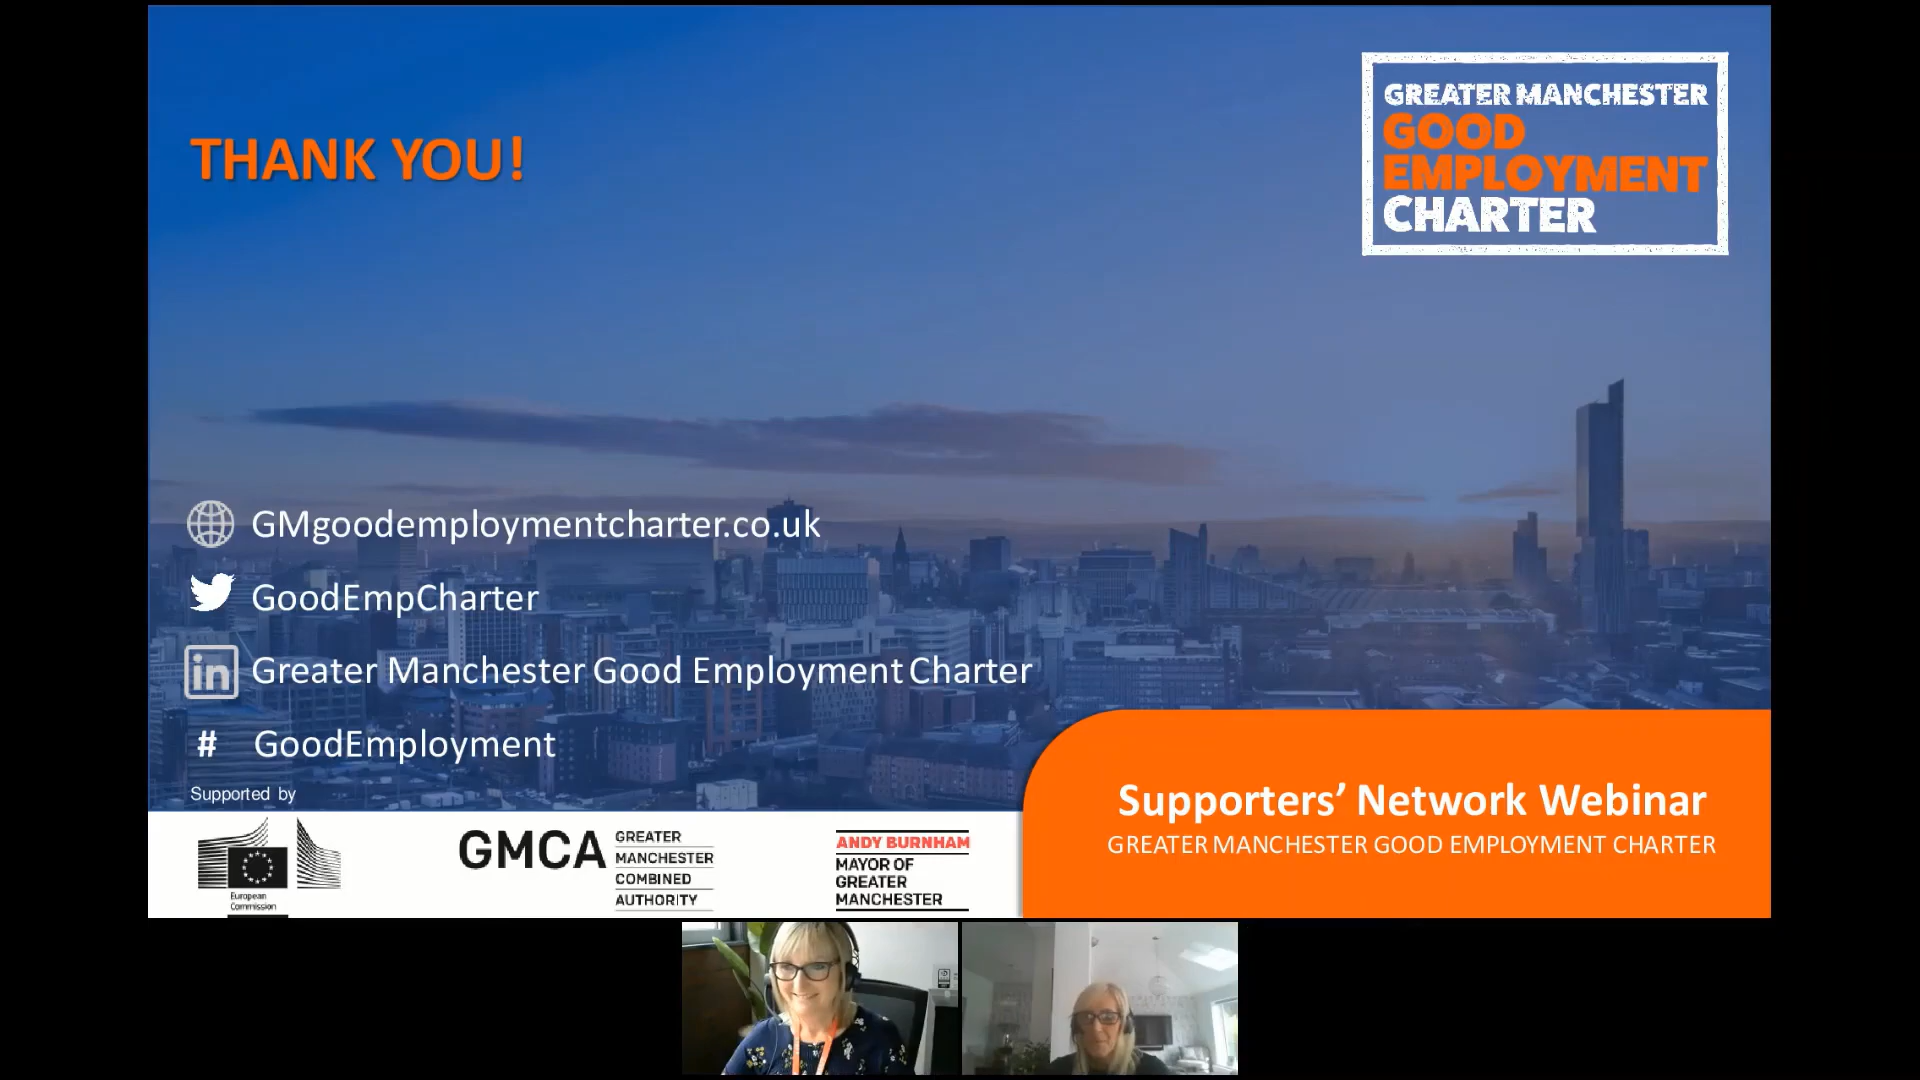 THANK YOU!
GREATER MANCHESTER
GOOD
EMPLOYMENT
CHARTER
GMgoodemploymentcharter.co.uk
GoodEmpCharter
in Greater Manchester Good Employment Charter
# GoodEmployment
Supported by
European
Commission
GMCA
GREATER
MANCHESTER
COMBINED
AUTHORITY
ANDY BURNHAM
MAYOR OF
GREATER
MANCHESTER
Supporters’ Network Webinar
GREATER MANCHESTER GOOD EMPLOYMENT CHARTER